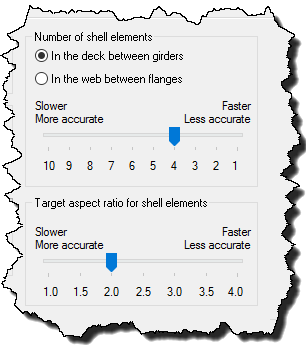 Number of shell elements
In the deck between girders
In the web between flanges
Slower Faster
More accurate Less accurate
10 9 8 7 6 5 4 3 2 1
Target aspect ratio for shell elements
Slower Faster
More accurate Less accurate
1.0 2.0 2.5 3.0 3.5 4.0